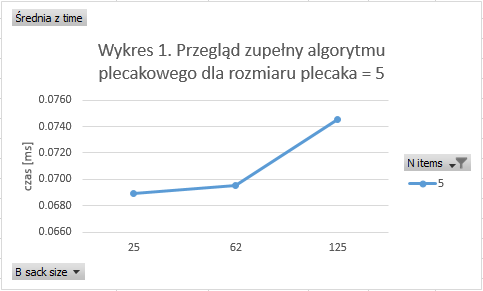 Średnia z time
Wykres 1. Przegląd zupełny algorytmu
plecakowego dla rozmiaru plecaka = 5
0.0760
0.0740
0.0720
0.0700
0.0680
0.0660
czas [ms]
25 62 125
N items
5
B sack size